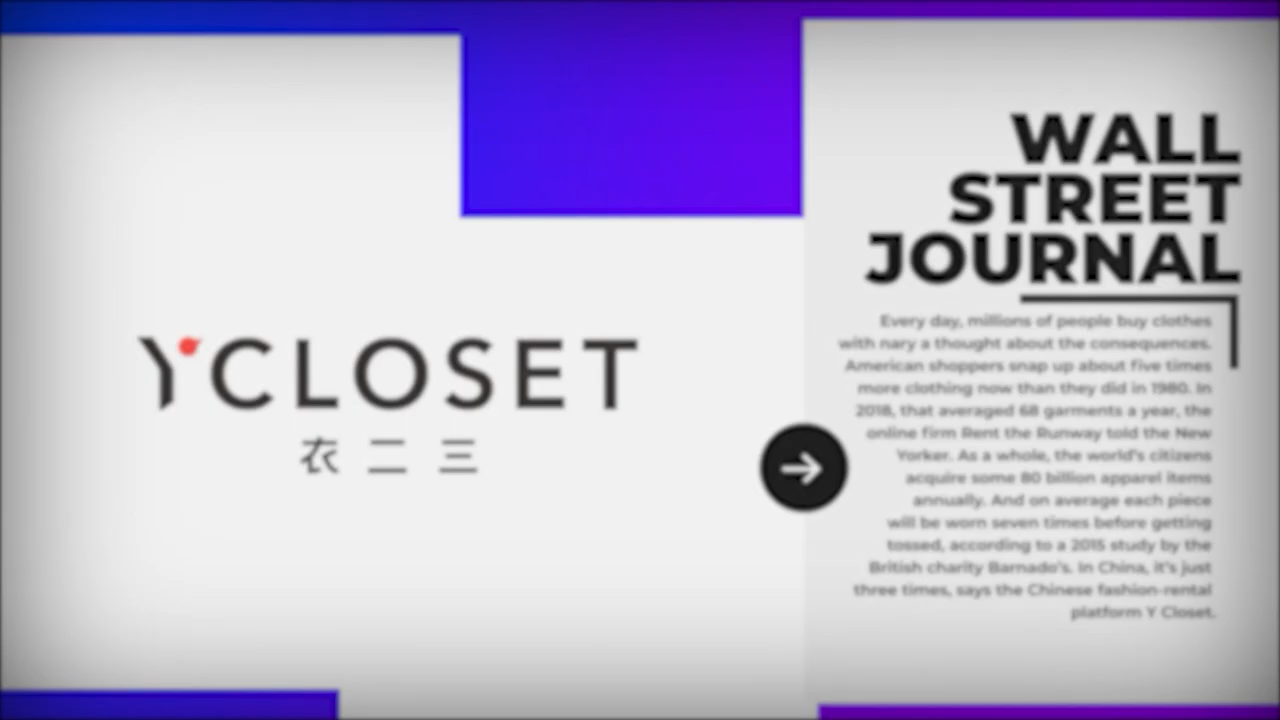 YCLOSET
衣二三
WALL
STREET
JOURNAL
Every day, millions of people buy clothes
with nary a thought about the consequences.
American shoppers snap up about five times
more clothing now than they did in 1980. In
2018, that averaged 68 garments a year, the
online firm Rent the Runway told the New
Yorker. As a whole, the world's citizens
acquire some 80 billion apparel items
annually. And on average each piece
will be worn seven times before getting
tossed, according to a 2015 study by the
British charity Barnado's. In China, it's just
three times, says the Chinese fashion-rental
platform Y Closet.